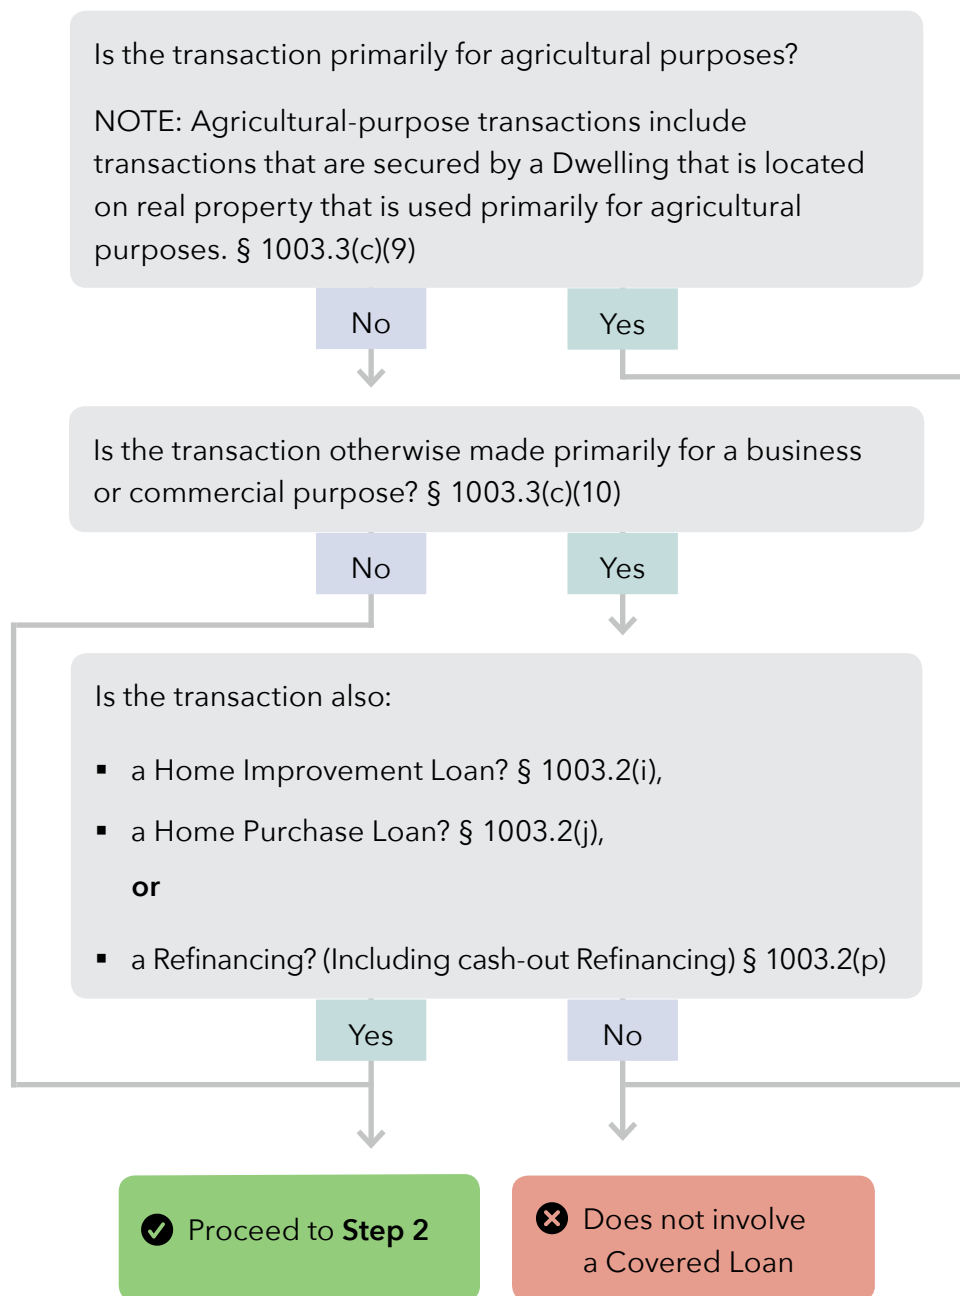 Is the transaction primarily for agricultural purposes?
NOTE: Agricultural-purpose transactions include
transactions that are secured by a Dwelling that is located
on real property that is used primarily for agricultural
purposes. § 1003.3(c)(9)
No
Yes
Is the transaction otherwise made primarily for a business
or commercial purpose? § 1003.3(c)(10)
No
Yes
Is the transaction also:
▪ a Home Improvement Loan? § 1003.2(i),
▪ a Home Purchase Loan? § 1003.2(j),
or
▪ a Refinancing? (Including cash-out Refinancing) § 1003.2(p)
Yes
No
Proceed to Step 2
Does not involve
a Covered Loan